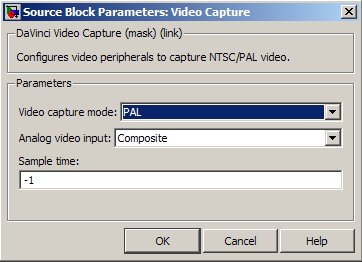 Source Block Parameters: Video Capture
DaVinci Video Capture (mask) (link)
Configures video peripherals to capture NTSC/PAL video.
Parameters
Video capture mode: PAL
Analog video input: Composite
Sample time:
-1
OK Cancel Help